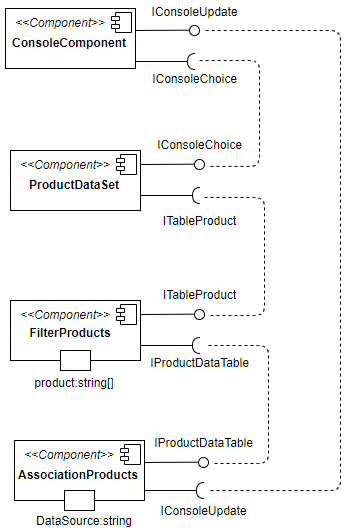 <<Component>>
ConsoleComponent
IConsoleUpdate
IConsoleChoice
<<Component>>
ProductDataSet
IConsoleChoice
ITableProduct
<<Component>>
FilterProducts
product:string[]
ITableProduct
IProductDataTable
<<Component>>
AssociationProducts
DataSource:string
IProductDataTable
IConsoleUpdate